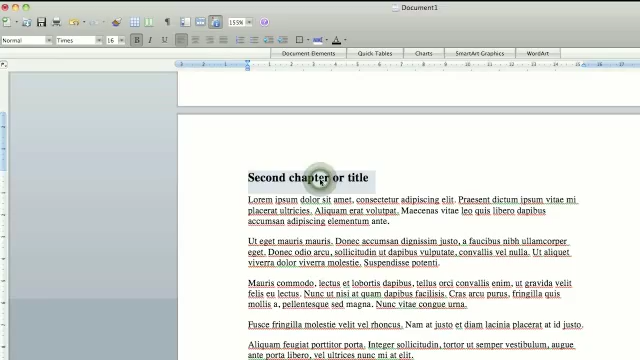 Document1
155%
Normal
Times
16
B I U
Document Elements Quick Tables Charts SmartArt Graphics WordArt
Second chapter or title
Lorem ipsum dolor sit amet, consectetur adipiscing elit. Praesent dictum ipsum vitae mi
placerat ultricies. Aliquam erat volutpat. Maecenas vitae leo quis libero dapibus
accumsan adipiscing elementum ante.
Ut eget mauris mauris. Donec accumsan dignissim justo, a faucibus nibh ullamcorper
eget. Donec odio arcu, sollicitudin ut dapibus vulputate, convallis vel nulla. Ut aliquet
viverra dolor viverra molestie. Suspendisse potenti.
Mauris commodo, lectus et lobortis dapibus, tellus orci convallis enim, ut gravida velit
felis eu lectus. Nunc ut nisi at quam dapibus facilisis. Cras arcu purus, fringilla quis
mollis a, pellentesque sed magna. Nunc vitae congue urna.
Fusce fringilla molestie velit vel rhoncus. Nam at justo et diam lacinia placerat at id justo.
Aliquam feugiat porttitor porta. Integer sollicitudin, tortor ut semper vestibulum, augue
ante porta libero, vel ultrices nunc mi at elit.